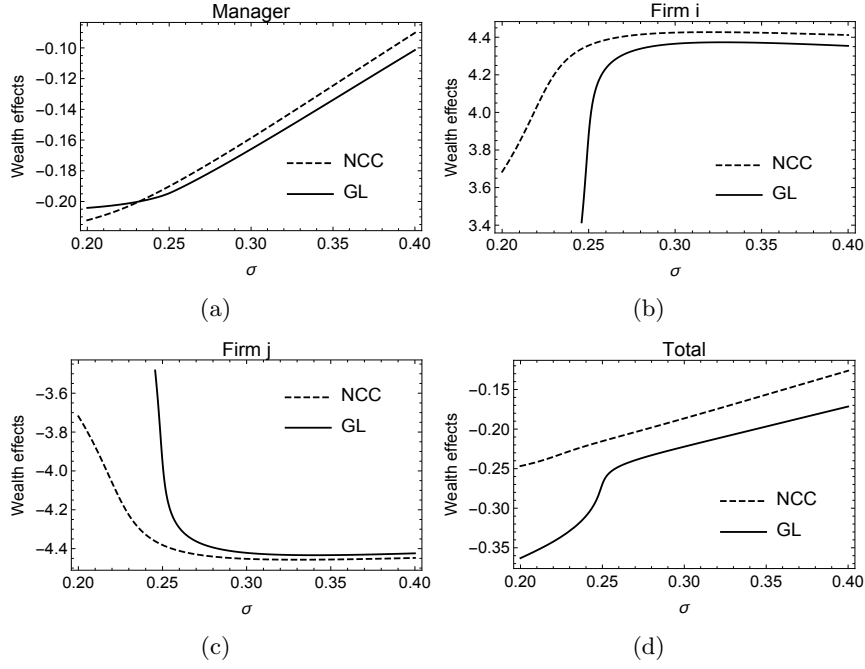 Manager
Wealth effects
-0.10
-0.12
-0.14
-0.16
-0.18
-0.20
NCC
GL
0.20 0.25 0.30 0.35 0.40
σ
(a)
Firm i
Wealth effects
4.4
4.2
4.0
3.8
3.6
3.4
NCC
GL
0.20 0.25 0.30 0.35 0.40
σ
(b)
Firm j
Wealth effects
-3.6
-3.8
-4.0
-4.2
-4.4
NCC
GL
0.20 0.25 0.30 0.35 0.40
σ
(c)
Total
Wealth effects
-0.15
-0.20
-0.25
-0.30
-0.35
NCC
GL
0.20 0.25 0.30 0.35 0.40
σ
(d)